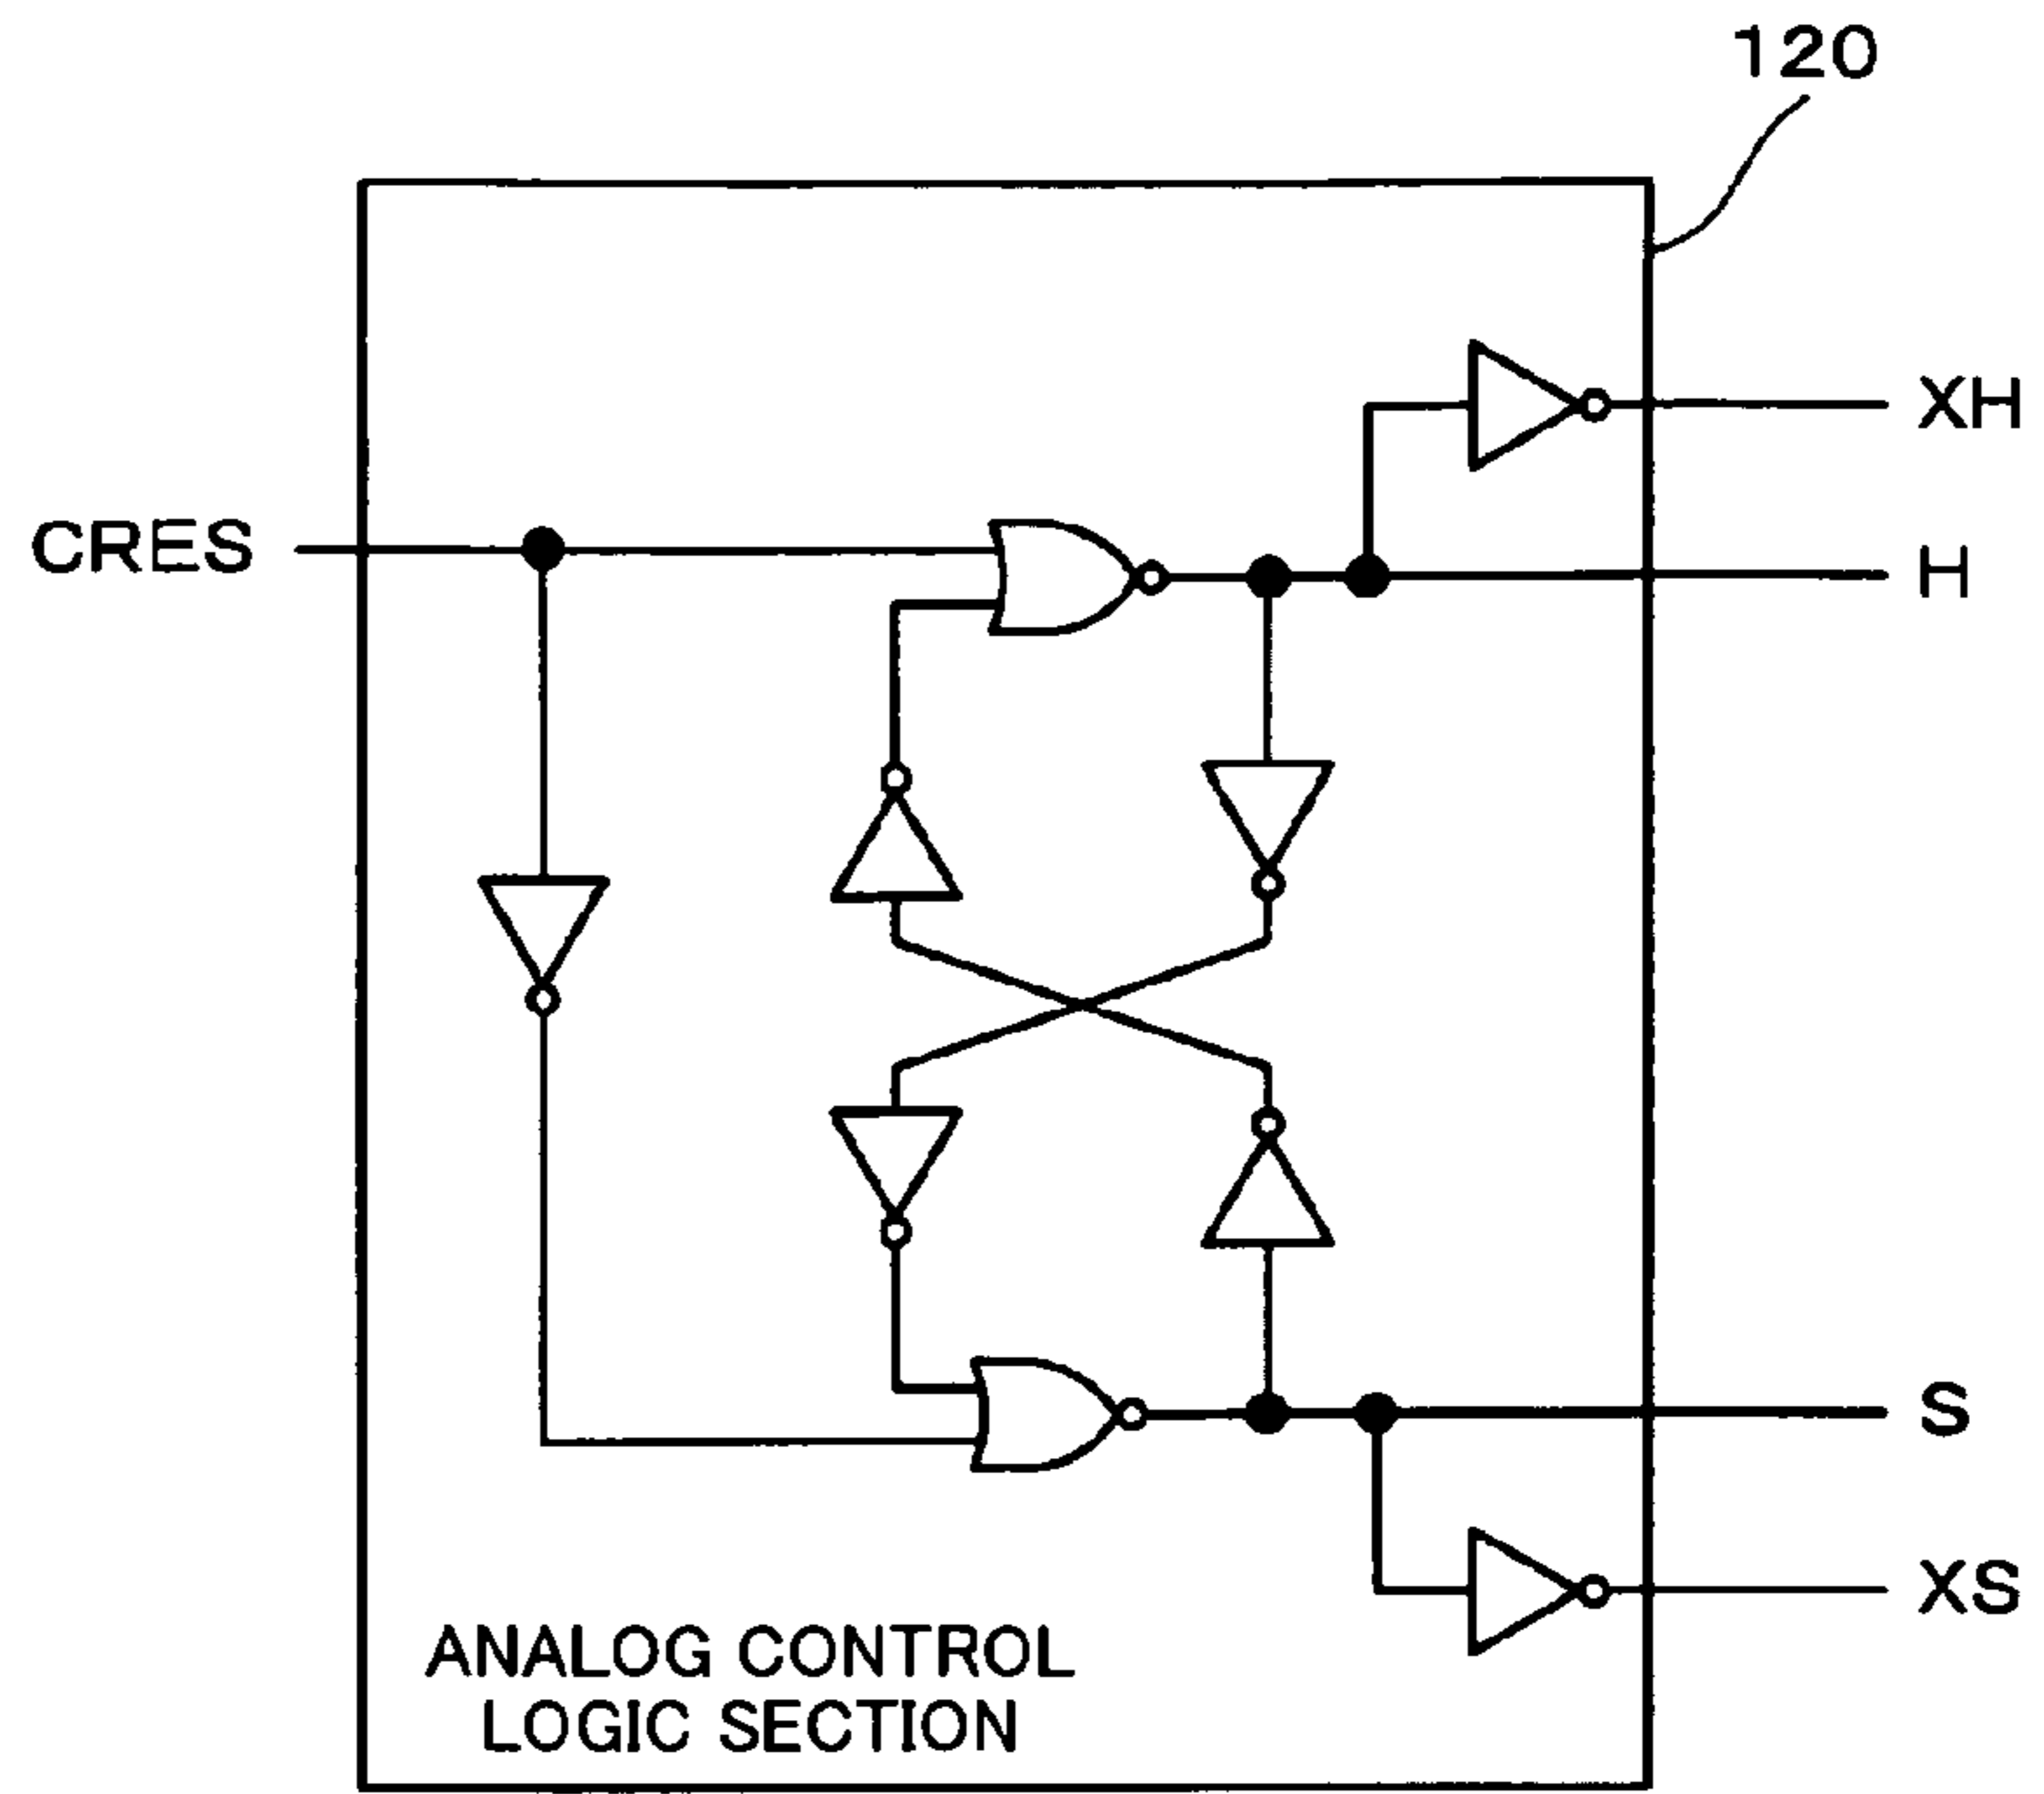 120
XH
CRES
H
S
XS
ANALOG CONTROL
LOGIC SECTION